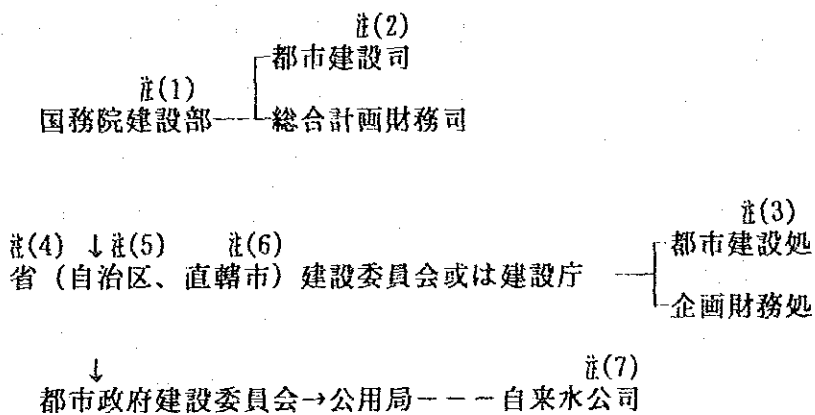 注(2)
都市建設司
注(1)
国務院建設部
総合計画財務司
注(3)
注(4) ↓注(5) 注(6)
都市建設処
省(自治区、直轄市)建設委員会或は建設庁
企画財務処
↓
注(7)
都市政府建設委員会→公用局---自来水公司